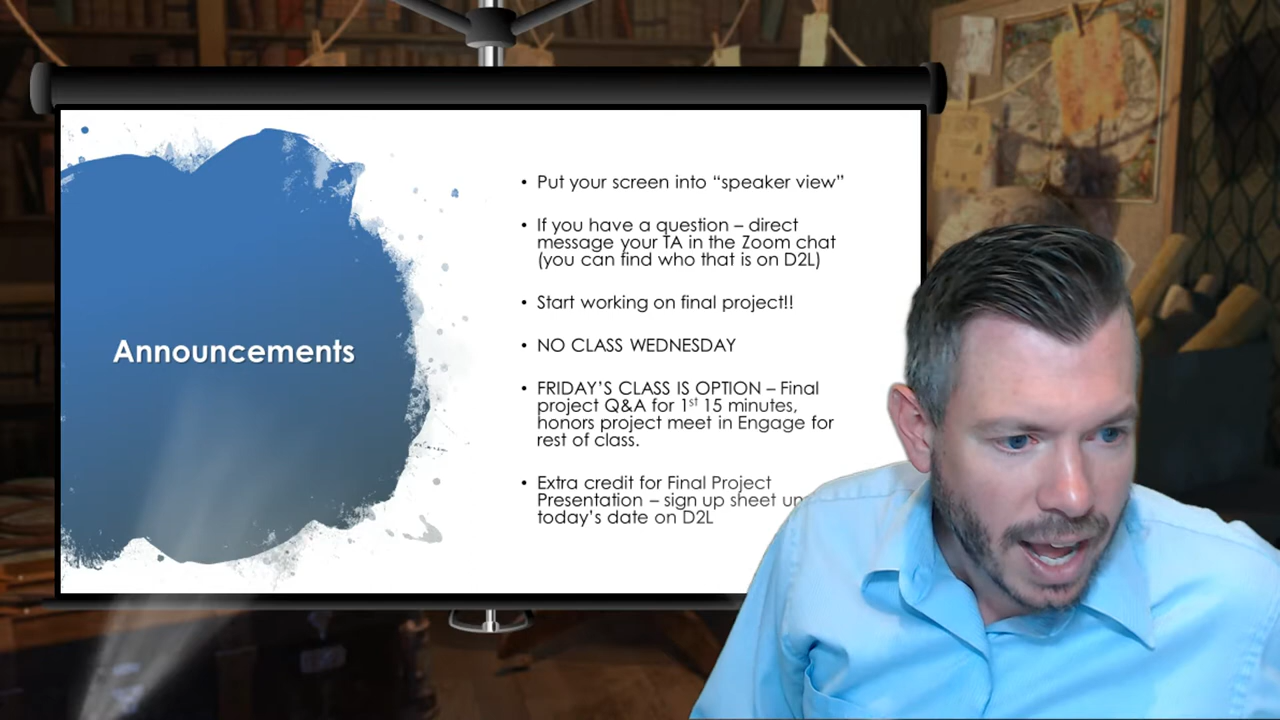 Announcements
• Put your screen into “speaker view”
• If you have a question – direct
message your TA in the Zoom chat
(you can find who that is on D2L)
• Start working on final project!!
• NO CLASS WEDNESDAY
• FRIDAY’S CLASS IS OPTION – Final
project Q&A for 1st 15 minutes,
honors project meet in Engage for
rest of class.
• Extra credit for Final Project
Presentation – sign up sheet
today’s date on D2L